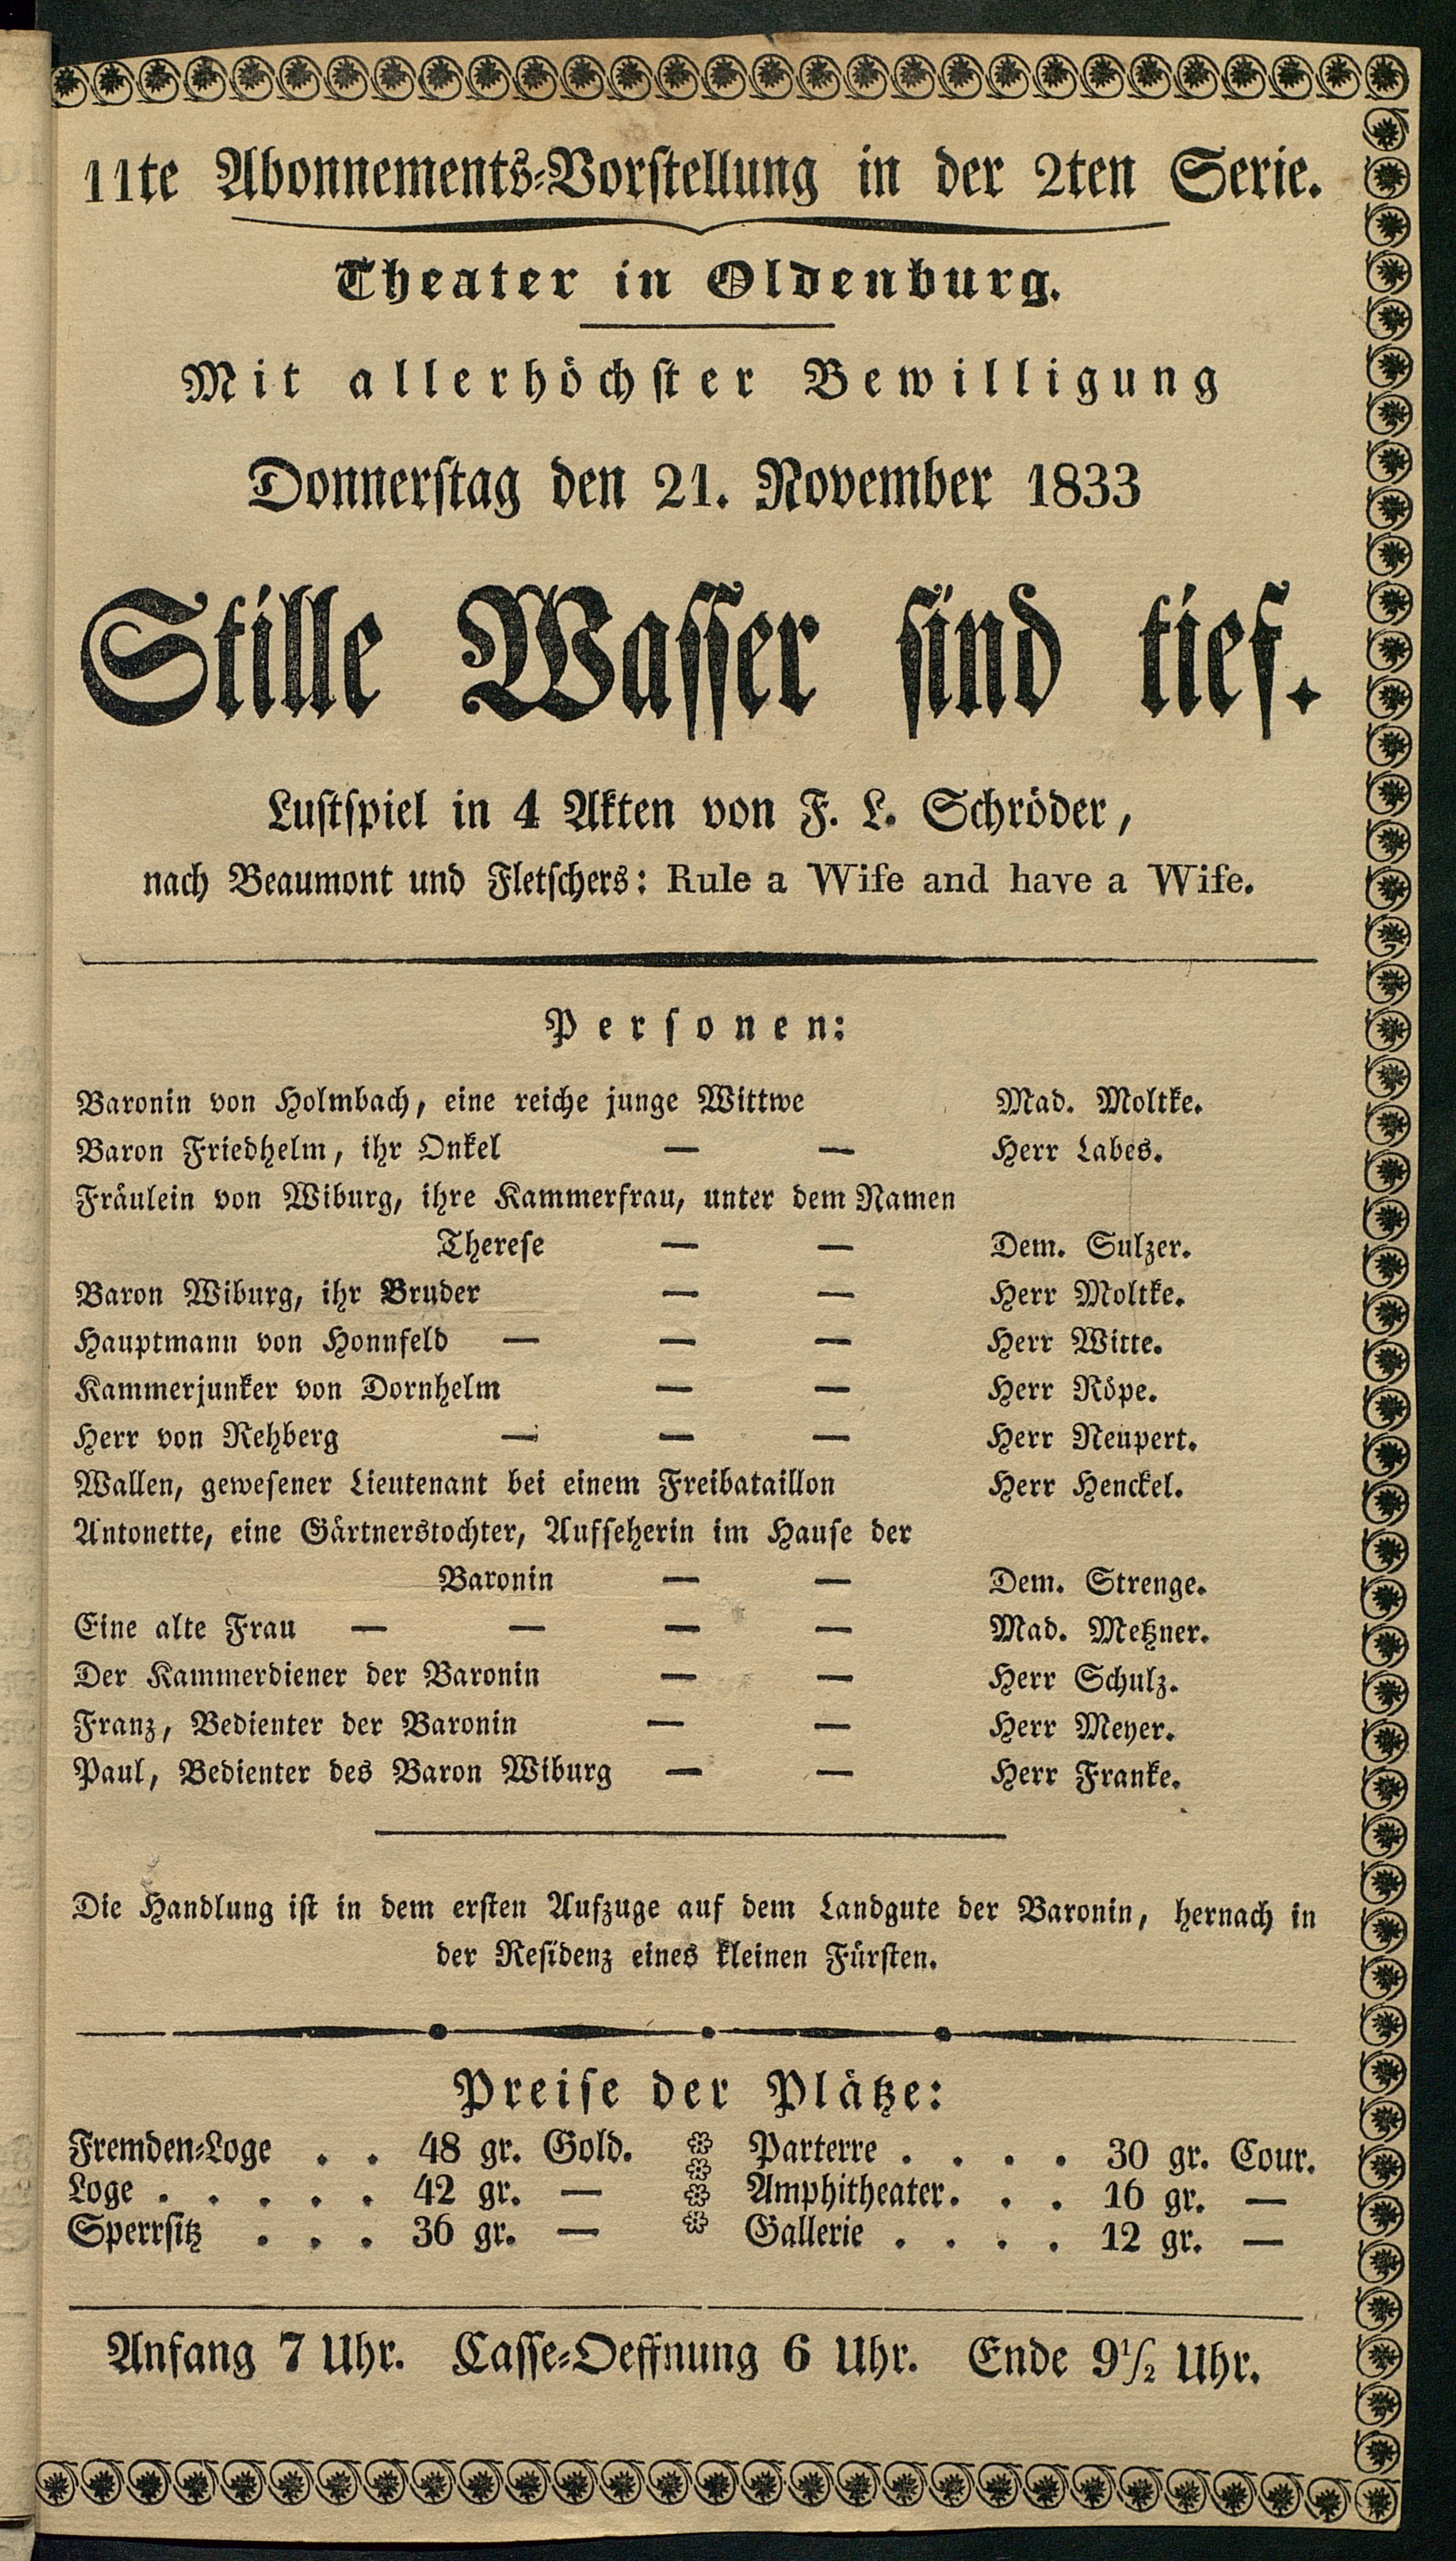 11te Abonnements-Vorstellung in der 2ten Serie.
Theater in Oldenburg.
Mit allerhöchster Bewilligung
Donnerstag den 21. November 1833
Stille Wasser sind tief.
Lustspiel in 4 Akten von F. L. Schröder,
nach Beaumont und Fletschers: Rule a Wife and have a Wife.
Personen:
Baronin von Holmbach, eine reiche junge Wittwe Mad. Moltke.
Baron Friedhelm, ihr Onkel — — Herr Labes.
Fräulein von Wiburg, ihre Kammerfrau, unter dem Namen
Therese — — Dem. Sulzer.
Baron Wiburg, ihr Bruder — — Herr Moltke.
Hauptmann von Honnfeld — — — Herr Witte.
Kammerjunker von Dornhelm — — Herr Röpe.
Herr von Rehberg — — — Herr Neupert.
Wallen, gewesener Lieutenant bei einem Freibataillon Herr Henckel.
Antonette, eine Gärtnerstochter, Aufseherin im Hause der
Baronin — — Dem. Strenge.
Eine alte Frau — — — — Mad. Metzner.
Der Kammerdiener der Baronin — — Herr Schulz.
Franz, Bedienter der Baronin — — Herr Meyer.
Paul, Bedienter des Baron Wiburg — — Herr Franke.
Die Handlung ist in dem ersten Aufzuge auf dem Landgute der Baronin, hernach in
der Residenz eines kleinen Fürsten.
Preise der Plätze:
Fremden-Loge . . 48 gr. Gold. Parterre . . . . 30 gr. Cour.
Loge . . . . . 42 gr. — Amphitheater. . . 16 gr. —
Sperrsitz . . . 36 gr. — Gallerie . . . . 12 gr. —
Anfang 7 Uhr. Casse-Oeffnung 6 Uhr. Ende 9½ Uhr.